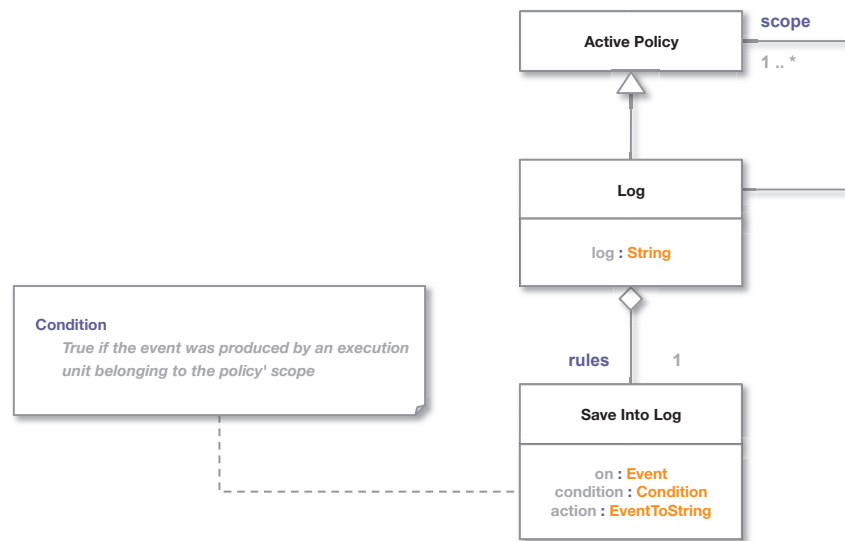 scope
Active Policy
1 .. *
Log
log : String
Condition
True if the event was produced by an execution
unit belonging to the policy' scope
rules
1
Save Into Log
on : Event
condition : Condition
action : EventToString